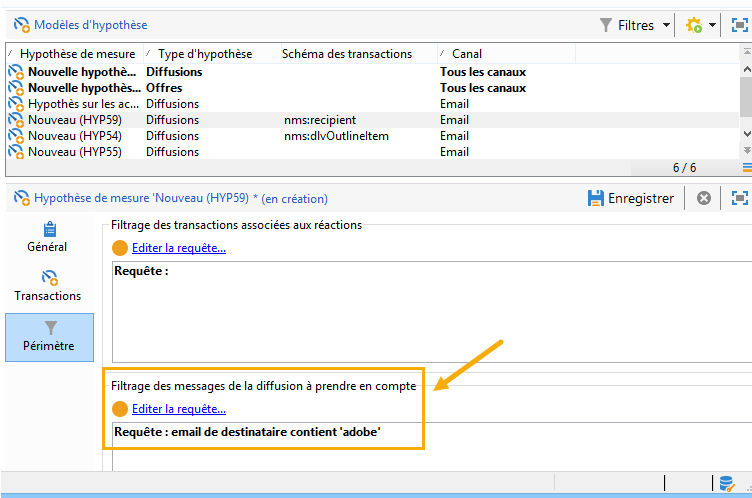 Modèles d'hypothèse
Filtres
Hypothèse de mesure Type d'hypothèse Schéma des transactions Canal
Nouvelle hypothè... Diffusions Tous les canaux
Nouvelle hypothè... Offres Tous les canaux
Hypothès sur les ac... Diffusions Email
Nouveau (HYP59) Diffusions nms:recipient Email
Nouveau (HYP54) Diffusions nms:dlvOutlineItem Email
Nouveau (HYP55) Diffusions Email
6 / 6
Hypothèse de mesure 'Nouveau (HYP59) * (en création)
Enregistrer
Général
Transactions
Périmètre
Filtrage des transactions associées aux réactions
Editer la requête...
Requête :
Filtrage des messages de la diffusion à prendre en compte
Editer la requête...
Requête : email de destinataire contient 'adobe'